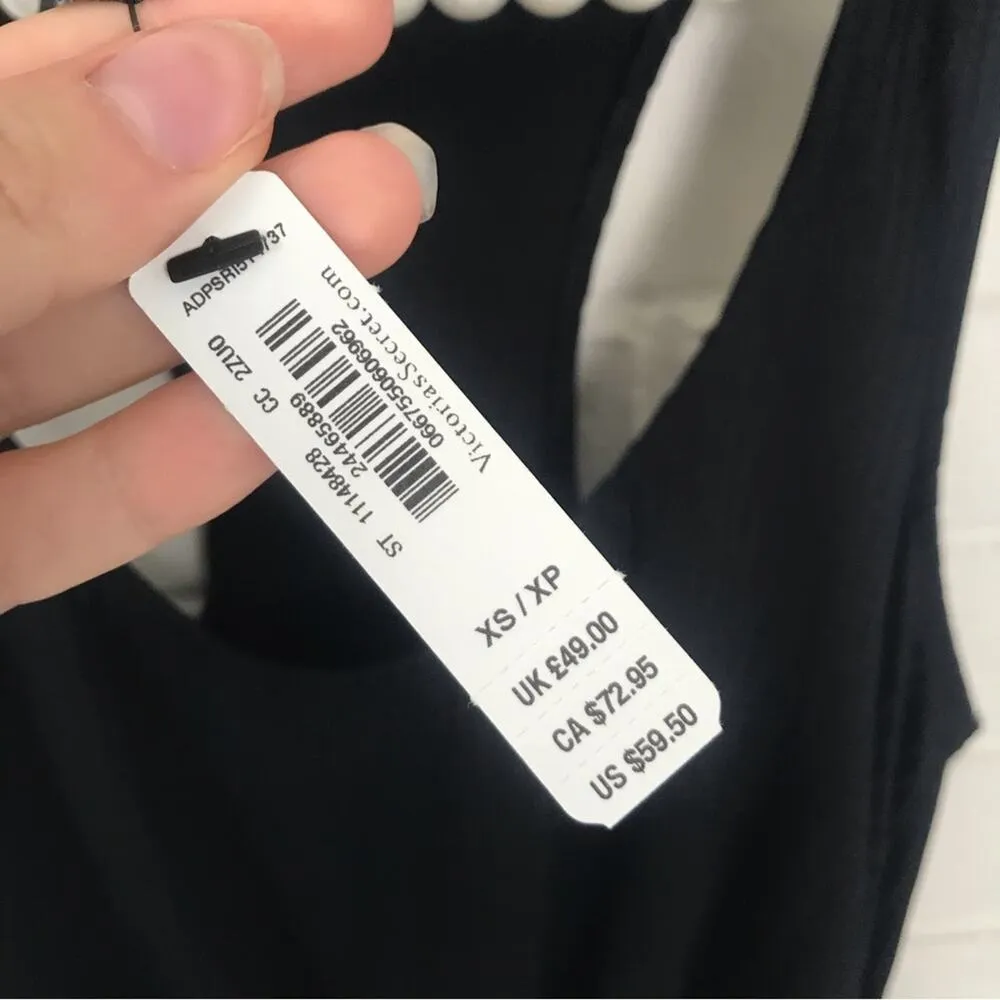 VictoriasSecret.com
0667550606962
24465889
ST 11148428
CC 2ZU0
XS / XP
UK £49.00
CA $72.95
US $59.50